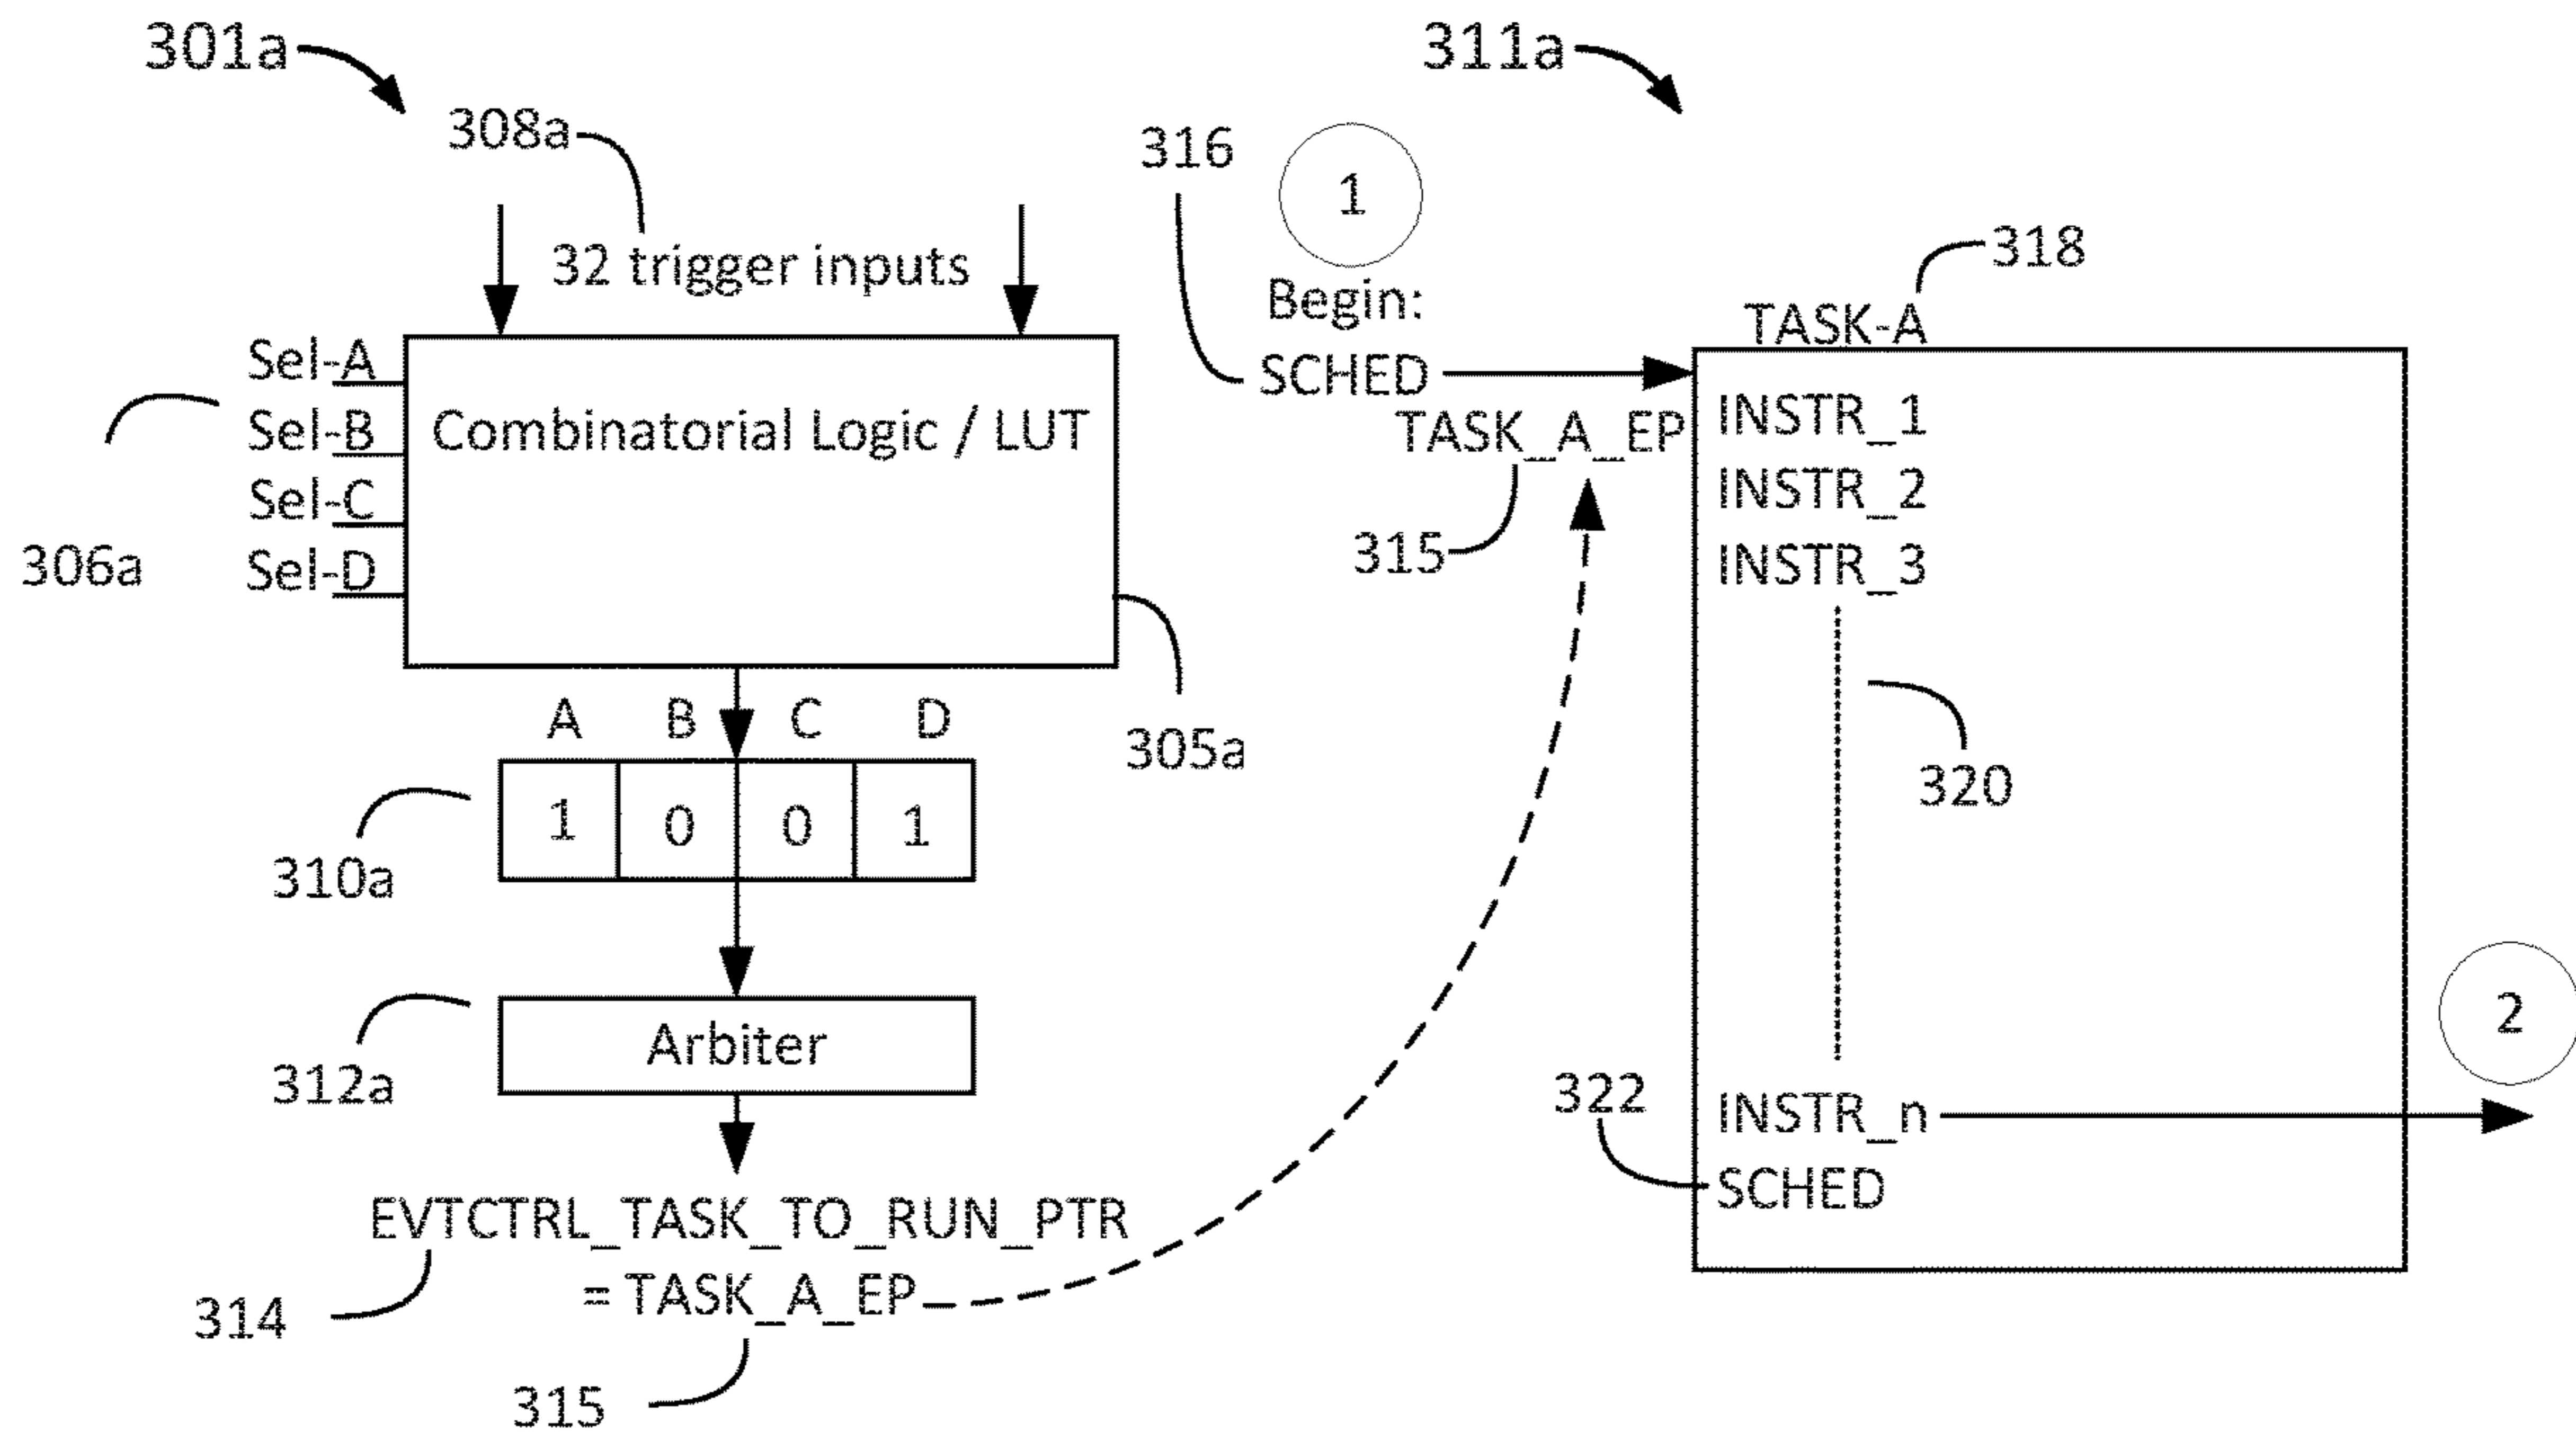 301a
308a
32 trigger inputs
Sel-A
Sel-B
Sel-C
Sel-D
306a
Combinatorial Logic / LUT
305a
A B C D
1 0 0 1
310a
Arbiter
312a
EVTCTRL_TASK_TO_RUN_PTR
= TASK_A_EP
314
315
311a
316
1
Begin:
SCHED
TASK_A_EP
315
318
TASK-A
INSTR_1
INSTR_2
INSTR_3
320
322
INSTR_n
SCHED
2